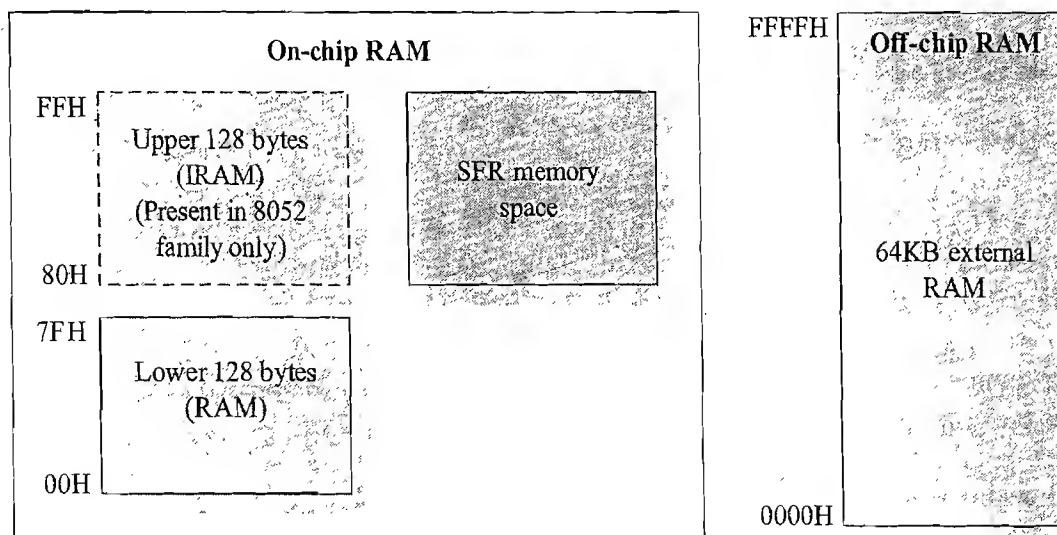 On-chip RAM
FFH
Upper 128 bytes
(IRAM)
(Present in 8052
family only)
80H
SFR memory
space
7FH
Lower 128 bytes
(RAM)
00H
FFFFH
Off-chip RAM
64KB external
RAM
0000H